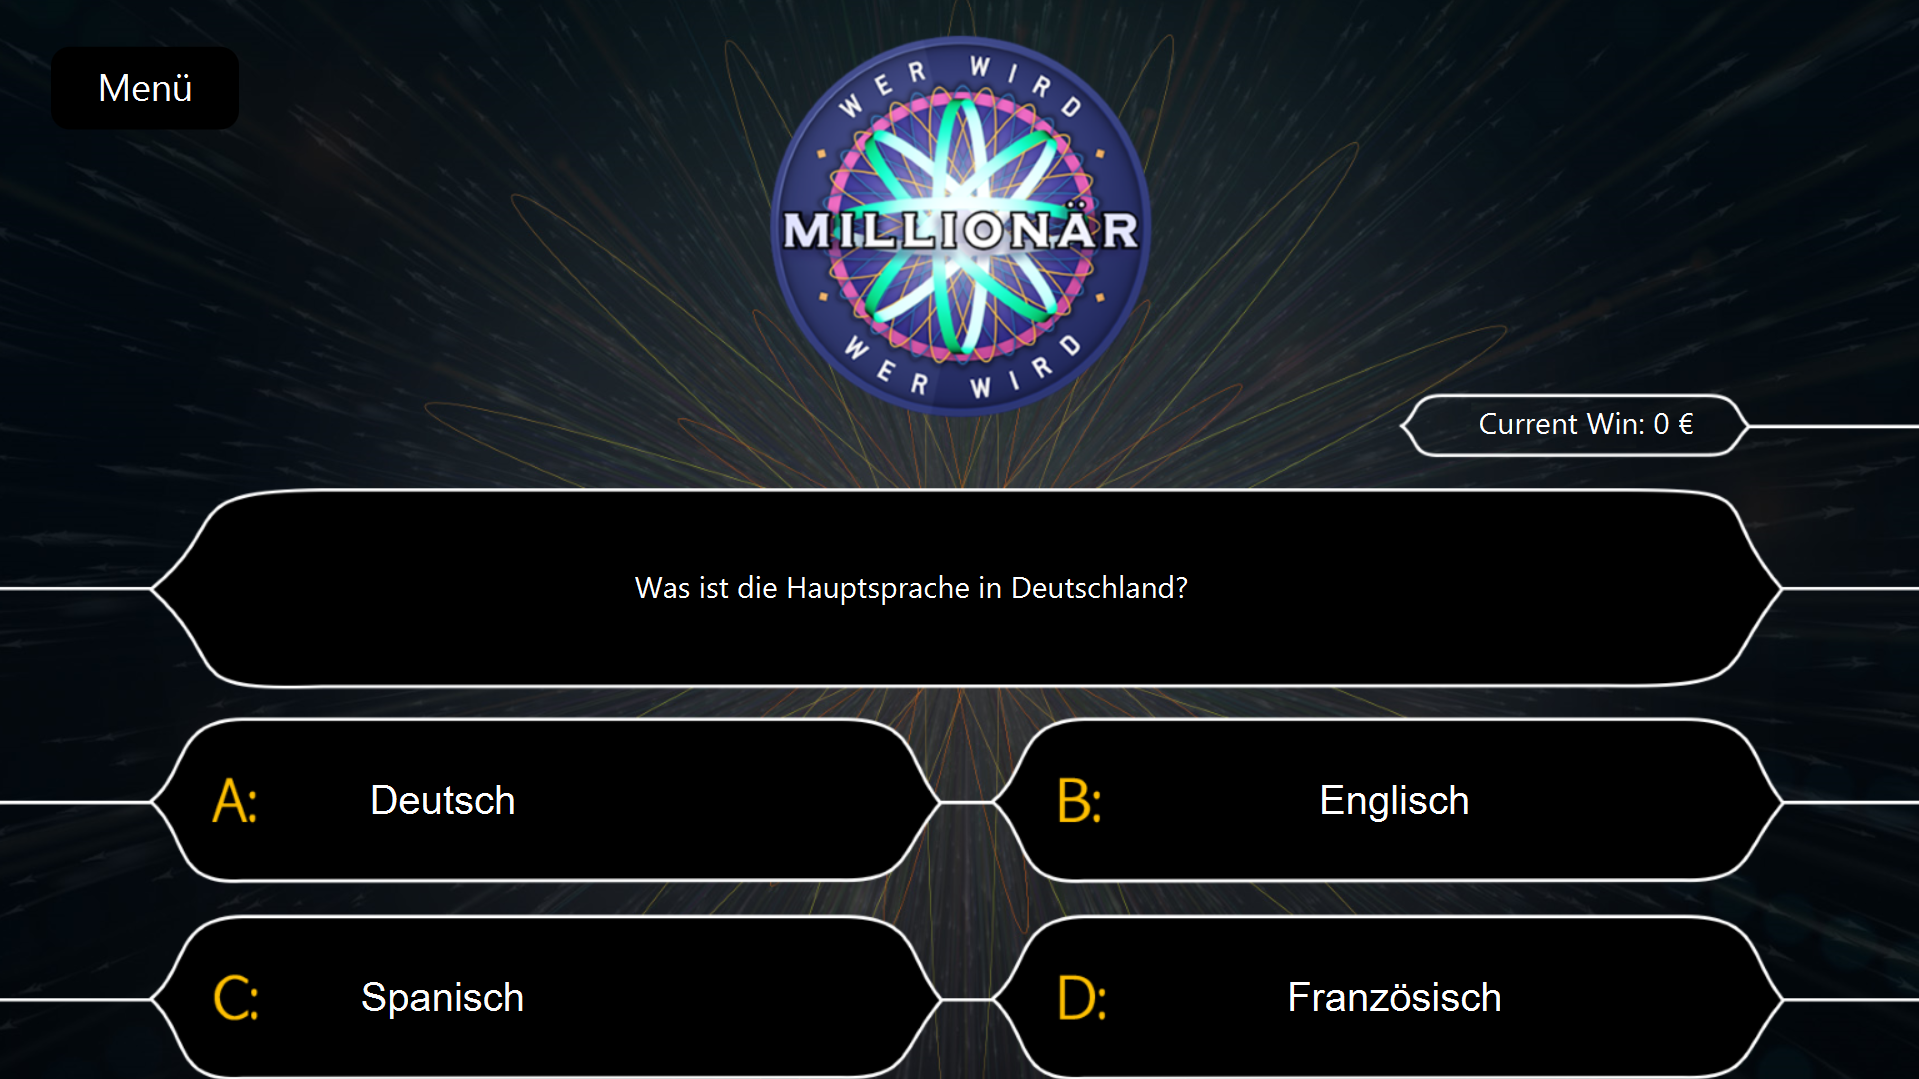 Menü
WER WIRD
MILLIONÄR
WER WIRD
Current Win: 0 €
Was ist die Hauptsprache in Deutschland?
A: Deutsch
B: Englisch
C: Spanisch
D: Französisch